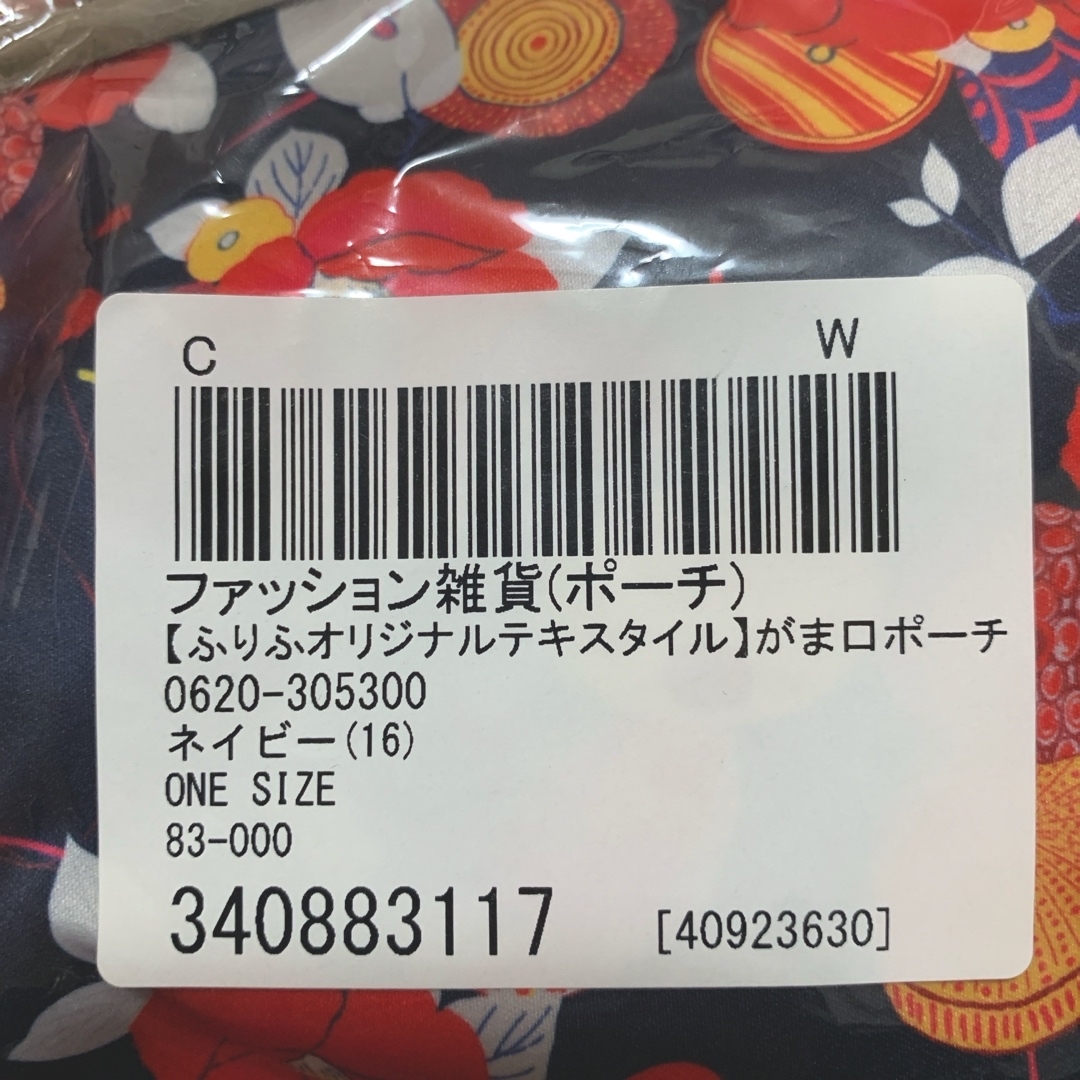 C W
ファッション雑貨(ポーチ)
【ふりふオリジナルテキスタイル】がま口ポーチ
0620-305300
ネイビー(16)
ONE SIZE
83-000
340883117 [40923630]